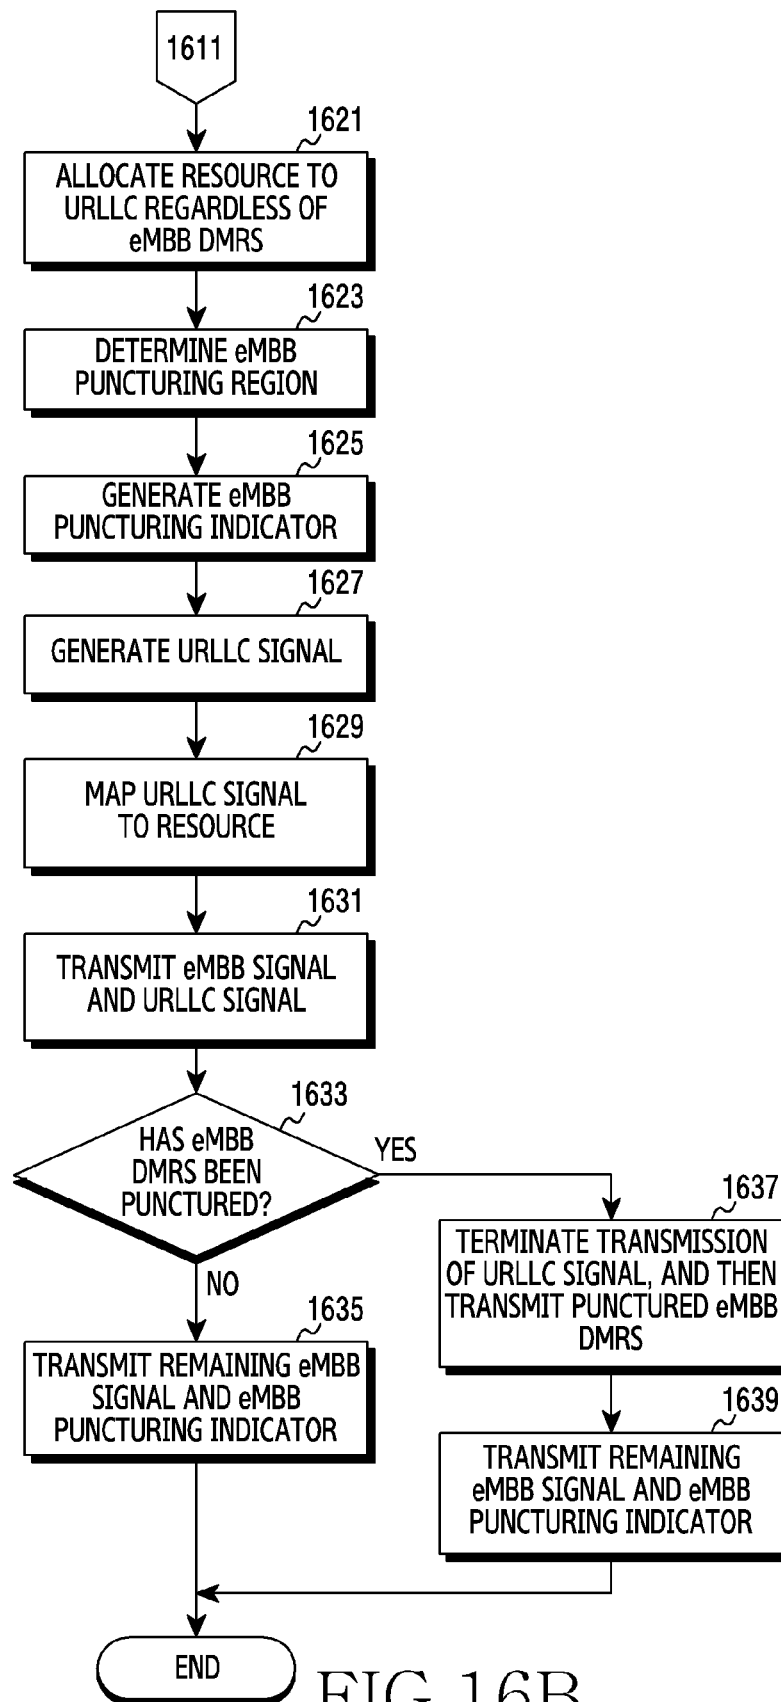 1611
1621
ALLOCATE RESOURCE TO
URLLC REGARDLESS OF
eMBB DMRS
1623
DETERMINE eMBB
PUNCTURING REGION
1625
GENERATE eMBB
PUNCTURING INDICATOR
1627
GENERATE URLLC SIGNAL
1629
MAP URLLC SIGNAL
TO RESOURCE
1631
TRANSMIT eMBB SIGNAL
AND URLLC SIGNAL
1633
HAS eMBB
DMRS BEEN
PUNCTURED?
YES
NO
1635
TRANSMIT REMAINING eMBB
SIGNAL AND eMBB
PUNCTURING INDICATOR
1637
TERMINATE TRANSMISSION
OF URLLC SIGNAL, AND THEN
TRANSMIT PUNCTURED eMBB
DMRS
1639
TRANSMIT REMAINING
eMBB SIGNAL AND eMBB
PUNCTURING INDICATOR
END
FIG.16B